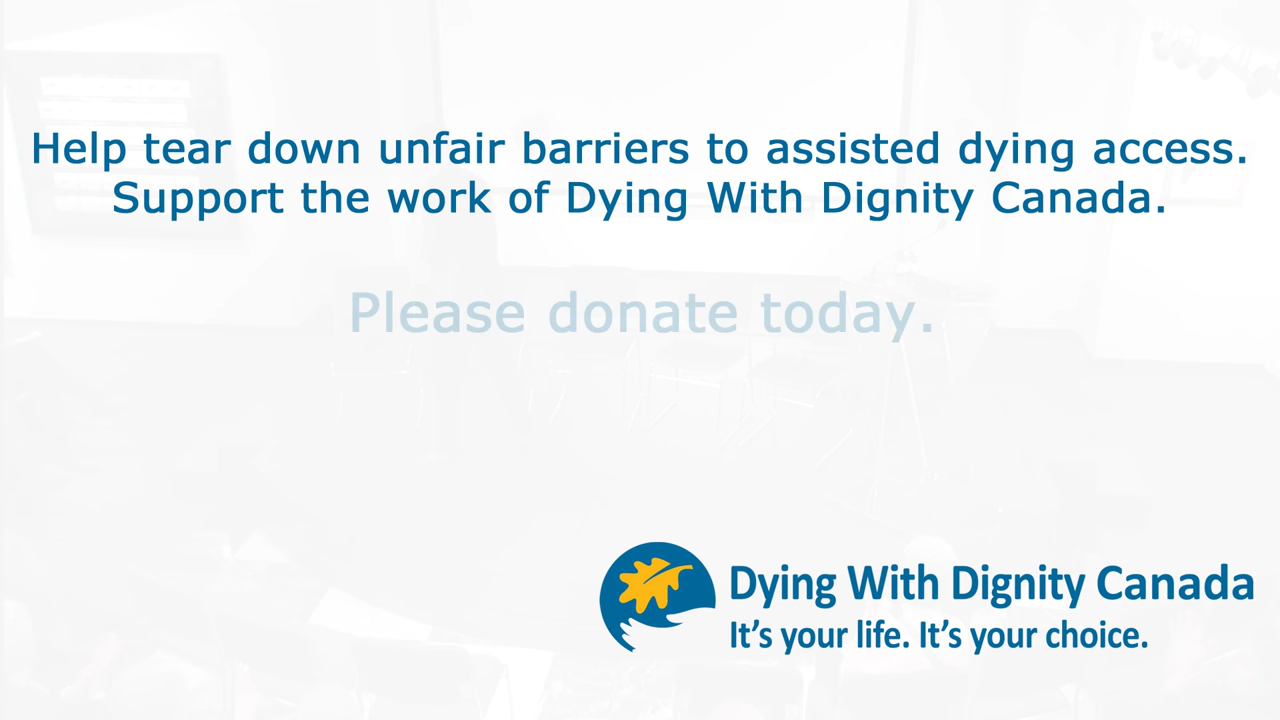 Help tear down unfair barriers to assisted dying access.
Support the work of Dying With Dignity Canada.
Please donate today.
Dying With Dignity Canada
It's your life. It's your choice.